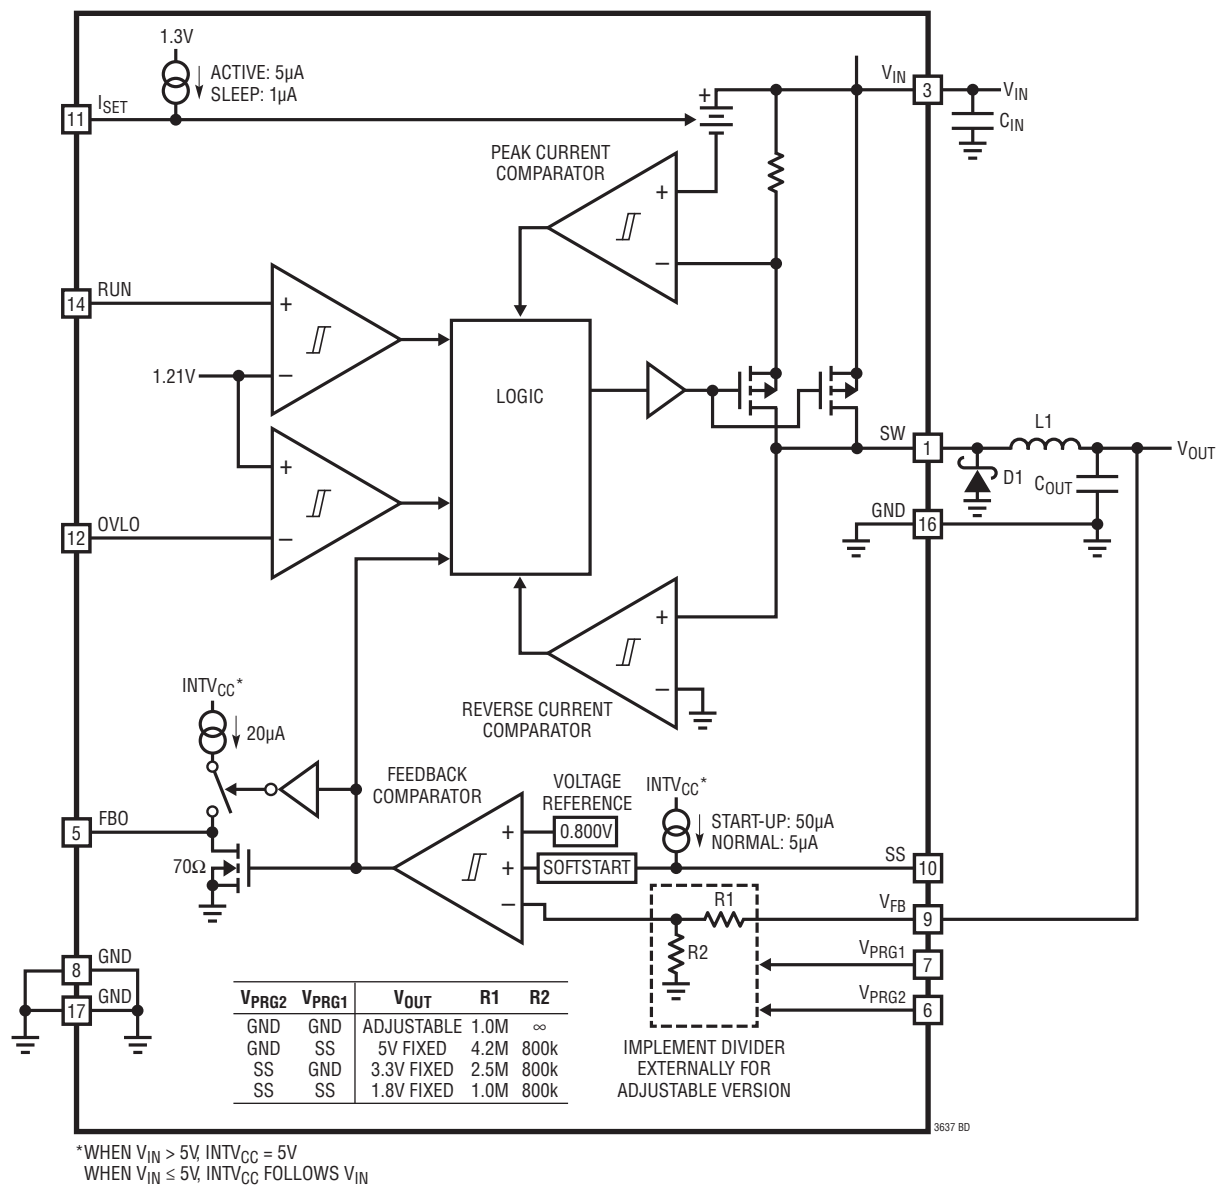 1.3V
ACTIVE: 5µA
SLEEP: 1µA
11
ISET
+
VIN
3
VIN
CIN
PEAK CURRENT
COMPARATOR
+
–
14
RUN
+
1.21V
–
+
12
OVLO
–
LOGIC
SW
1
L1
VOUT
D1
COUT
GND
16
+
–
REVERSE CURRENT
COMPARATOR
INTVCC*
20µA
FEEDBACK
COMPARATOR
VOLTAGE
REFERENCE
0.800V
INTVCC*
START-UP: 50µA
NORMAL: 5µA
5
FBO
70Ω
+
+
–
SOFTSTART
SS
10
R1
R2
VFB
9
VPRG1
7
VPRG2
6
8
GND
17
GND
VPRG2 VPRG1 VOUT R1 R2
GND GND ADJUSTABLE 1.0M ∞
GND SS 5V FIXED 4.2M 800k
SS GND 3.3V FIXED 2.5M 800k
SS SS 1.8V FIXED 1.0M 800k
IMPLEMENT DIVIDER
EXTERNALLY FOR
ADJUSTABLE VERSION
3637 BD
*WHEN VIN > 5V, INTVCC = 5V
WHEN VIN ≤ 5V, INTVCC FOLLOWS VIN